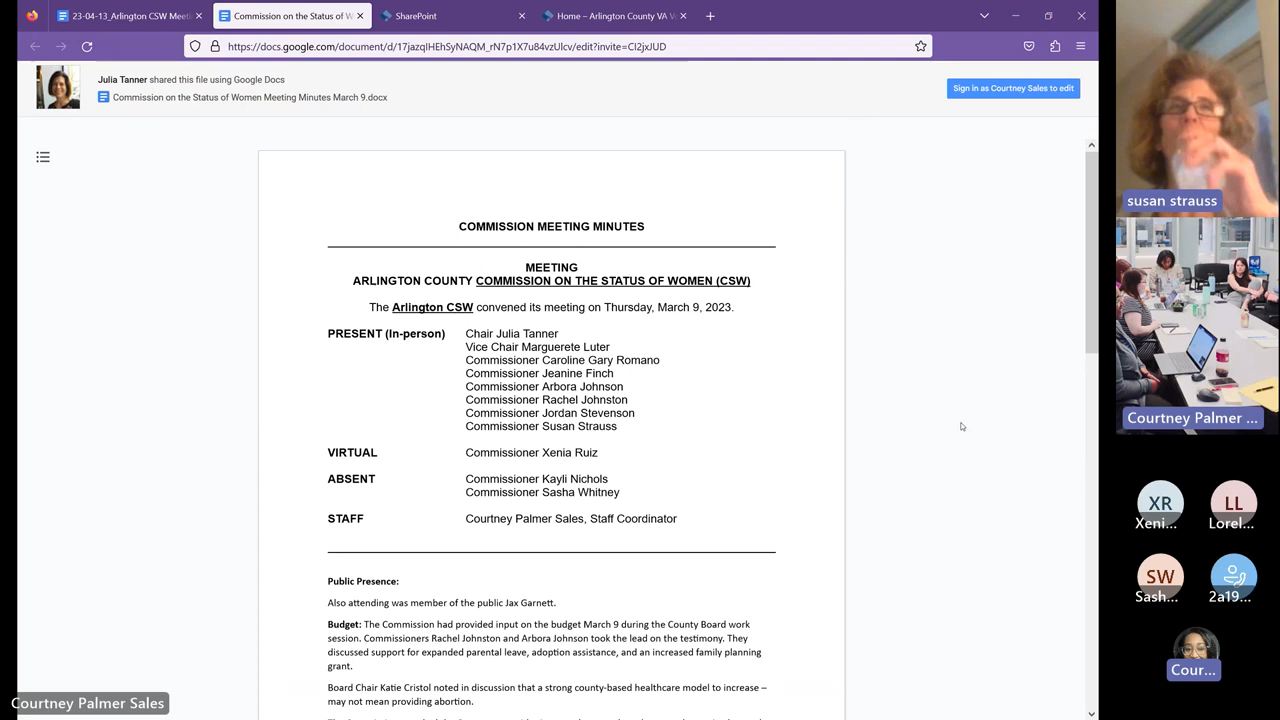 23-04-13_Arlington CSW Meeti
Commission on the Status of W
SharePoint
Home – Arlington County VA
https://docs.google.com/document/d/17jazqIHEhSyNAQM_rN7p1X7u84vzUlcv/edit?invite=CI2jxJUD
Julia Tanner shared this file using Google Docs
Commission on the Status of Women Meeting Minutes March 9.docx
Sign in as Courtney Sales to edit
COMMISSION MEETING MINUTES
MEETING
ARLINGTON COUNTY COMMISSION ON THE STATUS OF WOMEN (CSW)
The Arlington CSW convened its meeting on Thursday, March 9, 2023.
PRESENT (In-person) Chair Julia Tanner
Vice Chair Marguerete Luter
Commissioner Caroline Gary Romano
Commissioner Jeanine Finch
Commissioner Arbora Johnson
Commissioner Rachel Johnston
Commissioner Jordan Stevenson
Commissioner Susan Strauss
VIRTUAL Commissioner Xenia Ruiz
ABSENT Commissioner Kayli Nichols
Commissioner Sasha Whitney
STAFF Courtney Palmer Sales, Staff Coordinator
Public Presence:
Also attending was member of the public Jax Garnett.
Budget: The Commission had provided input on the budget March 9 during the County Board work
session. Commissioners Rachel Johnston and Arbora Johnson took the lead on the testimony. They
discussed support for expanded parental leave, adoption assistance, and an increased family planning
grant.
Board Chair Katie Cristol noted in discussion that a strong county-based healthcare model to increase –
may not mean providing abortion.
Courtney Palmer Sales
susan strauss
Courtney Palmer ...
XR
Xeni...
LL
Lorel...
SW
Sash...
2a19...
Cour...